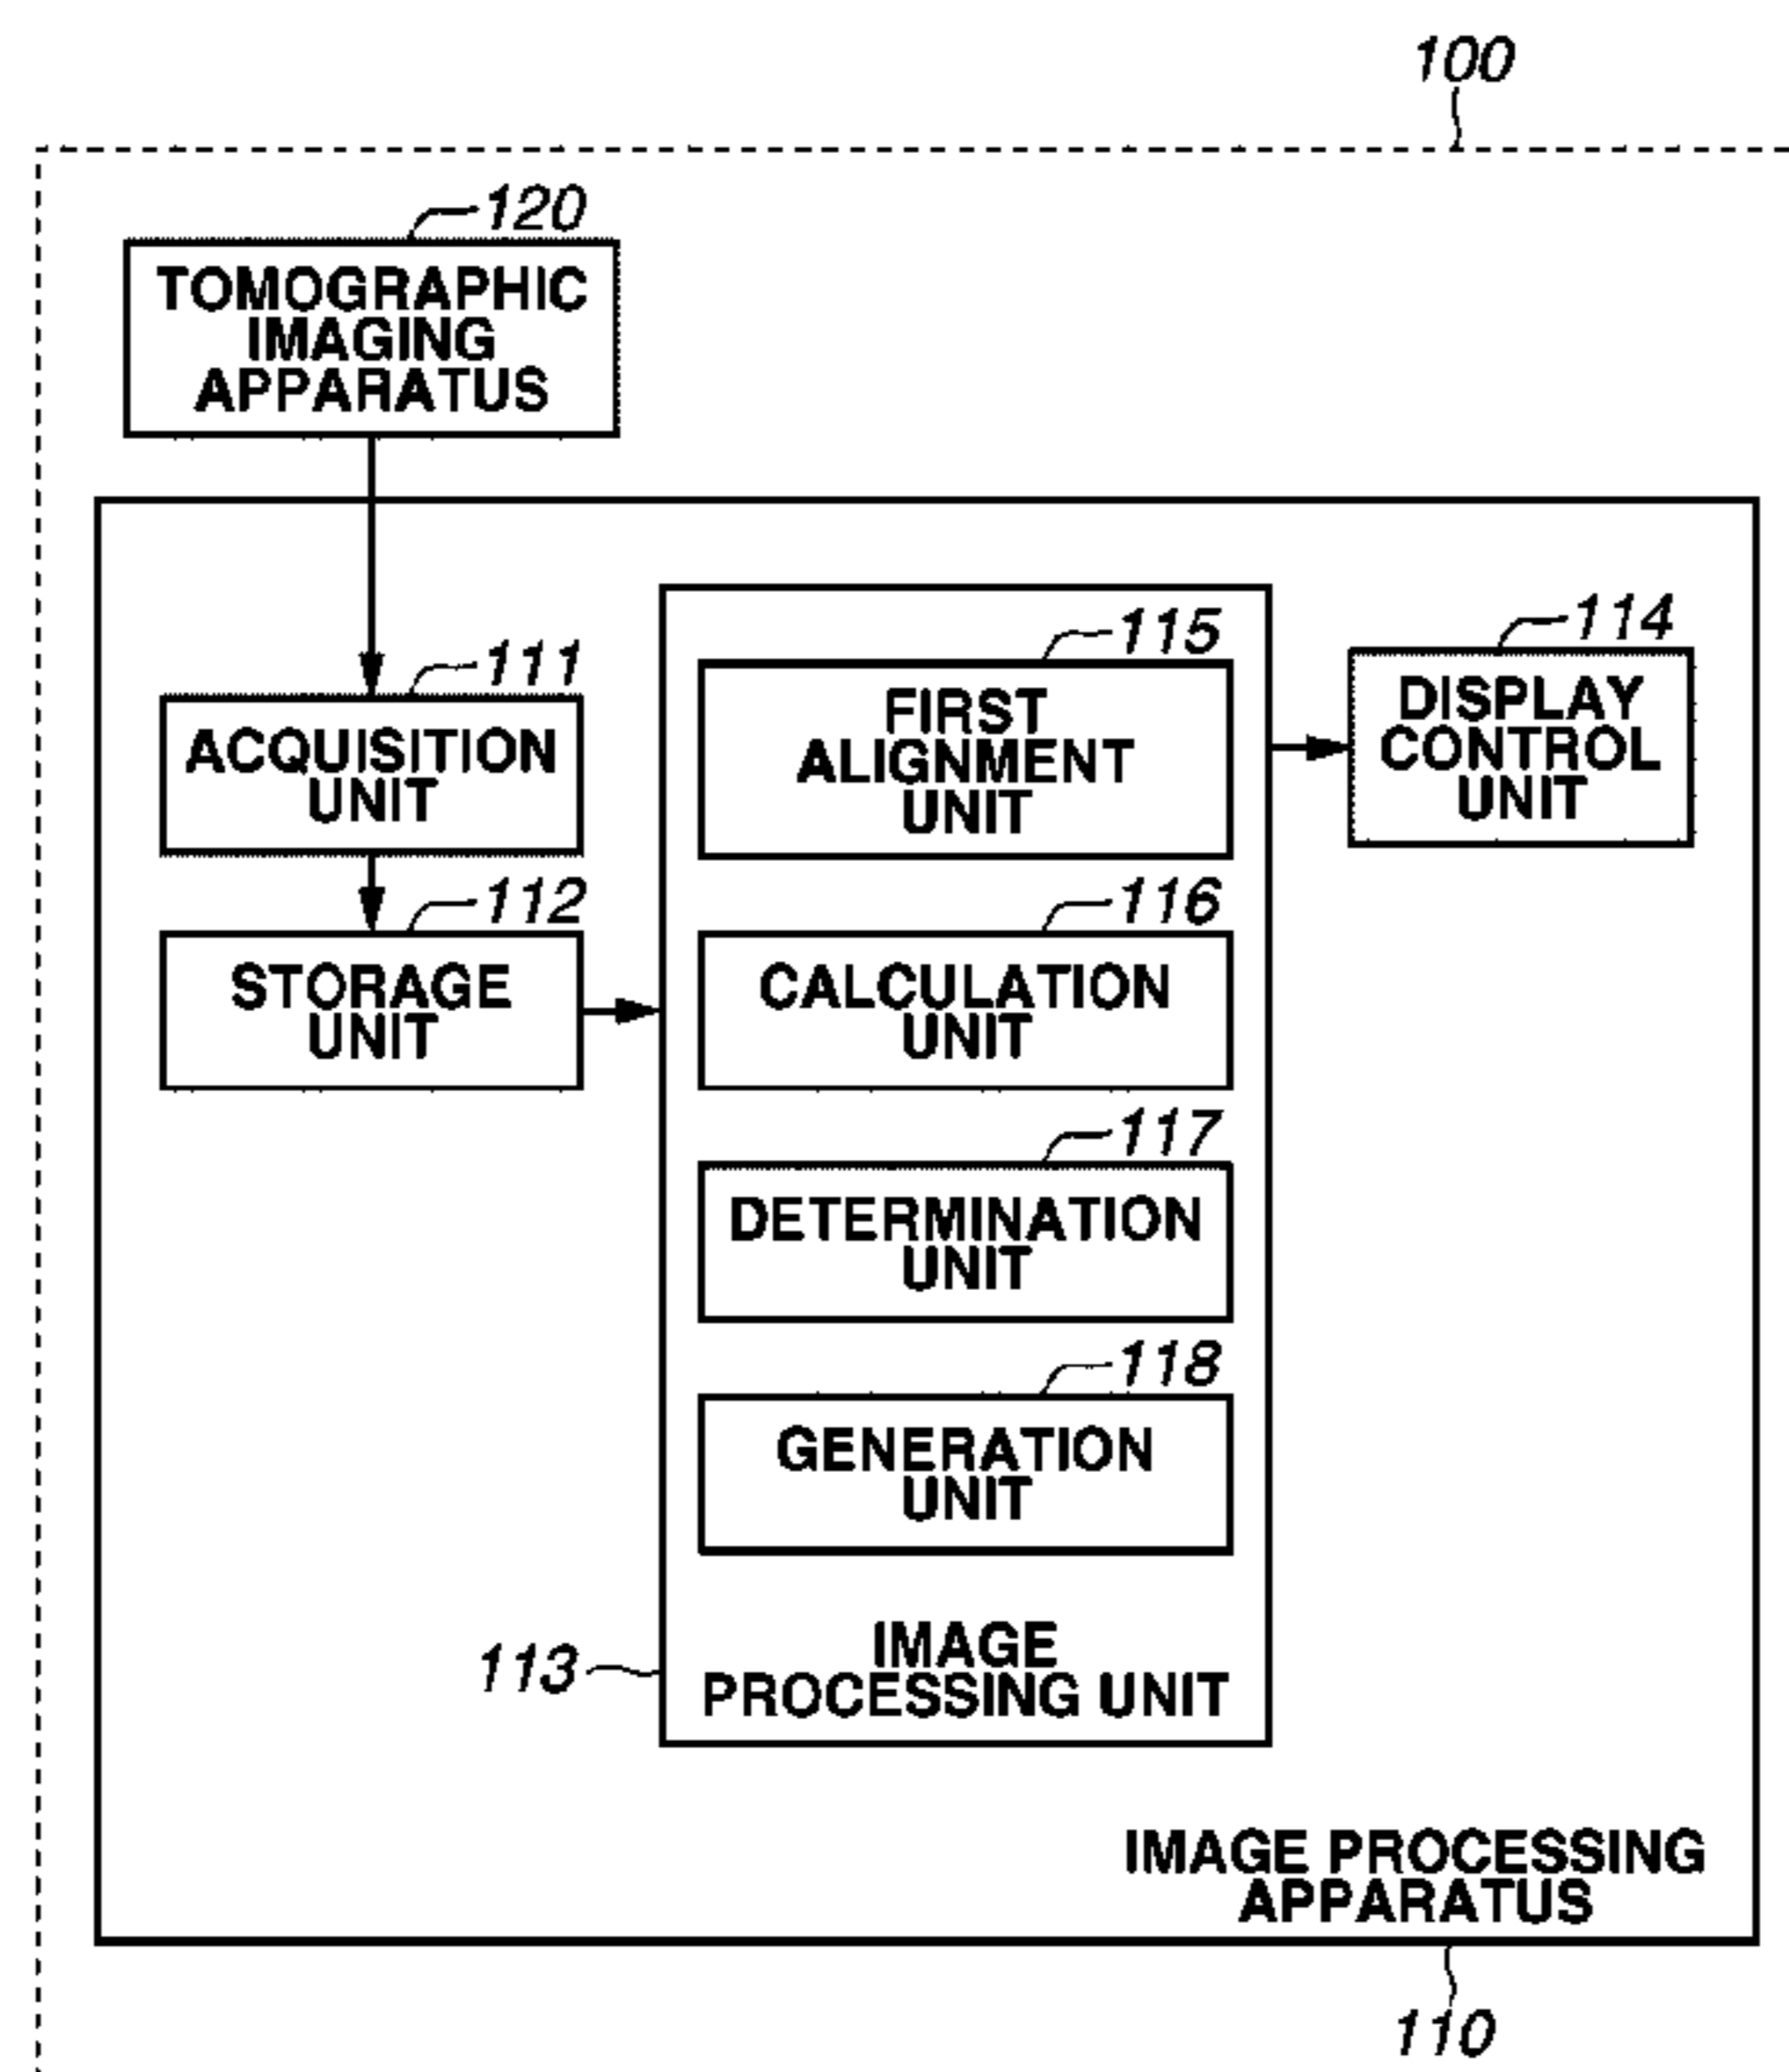 100
120
TOMOGRAPHIC
IMAGING
APPARATUS
111
ACQUISITION
UNIT
112
STORAGE
UNIT
115
FIRST
ALIGNMENT
UNIT
116
CALCULATION
UNIT
117
DETERMINATION
UNIT
118
GENERATION
UNIT
113
IMAGE
PROCESSING UNIT
114
DISPLAY
CONTROL
UNIT
IMAGE PROCESSING
APPARATUS
110